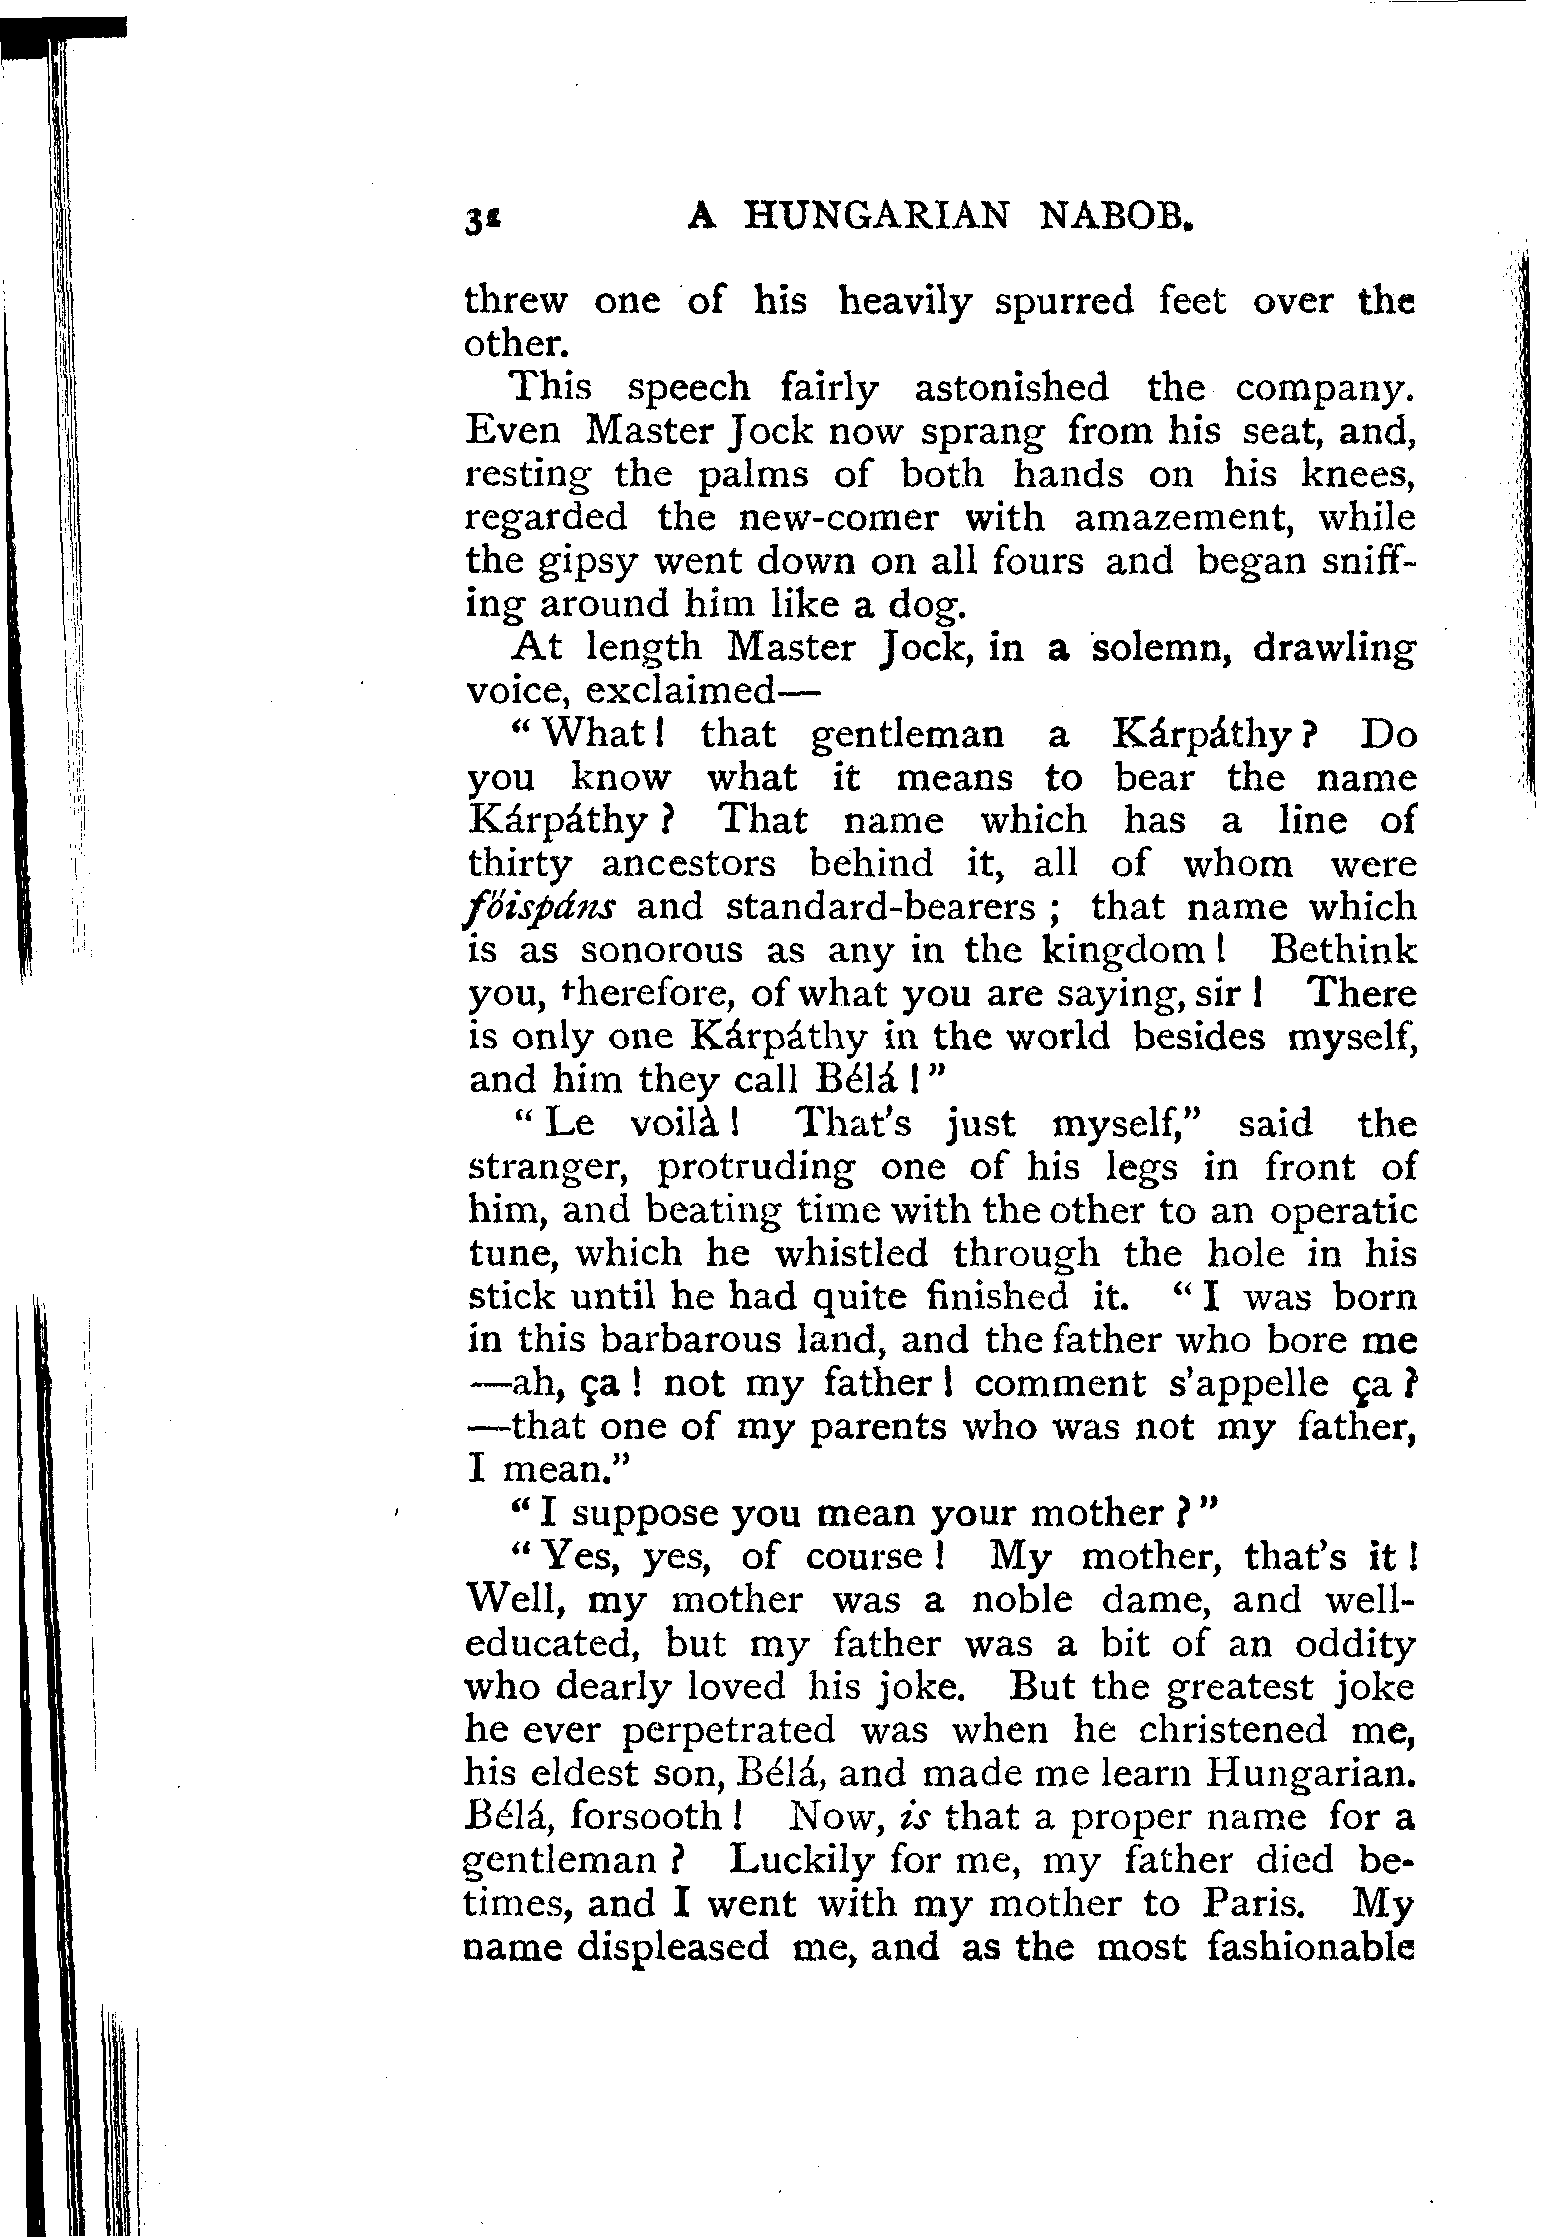 32 A HUNGARIAN NABOB.
threw one of his heavily spurred feet over the
other.
This speech fairly astonished the company.
Even Master Jock now sprang from his seat, and,
resting the palms of both hands on his knees,
regarded the new-comer with amazement, while
the gipsy went down on all fours and began sniff-
ing around him like a dog.
At length Master Jock, in a solemn, drawling
voice, exclaimed—
"What! that gentleman a Kárpáthy? Do
you know what it means to bear the name
Kárpáthy? That name which has a line of
thirty ancestors behind it, all of whom were
föispáns and standard-bearers; that name which
is as sonorous as any in the kingdom! Bethink
you, therefore, of what you are saying, sir! There
is only one Kárpáthy in the world besides myself,
and him they call Bélá!"
"Le voilà! That's just myself," said the
stranger, protruding one of his legs in front of
him, and beating time with the other to an operatic
tune, which he whistled through the hole in his
stick until he had quite finished it. "I was born
in this barbarous land, and the father who bore me
—ah, ça! not my father! comment s'appelle ça?
—that one of my parents who was not my father,
I mean."
"I suppose you mean your mother?"
"Yes, yes, of course! My mother, that's it!
Well, my mother was a noble dame, and well-
educated, but my father was a bit of an oddity
who dearly loved his joke. But the greatest joke
he ever perpetrated was when he christened me,
his eldest son, Bélá, and made me learn Hungarian.
Bélá, forsooth! Now, is that a proper name for a
gentleman? Luckily for me, my father died be-
times, and I went with my mother to Paris. My
name displeased me, and as the most fashionable